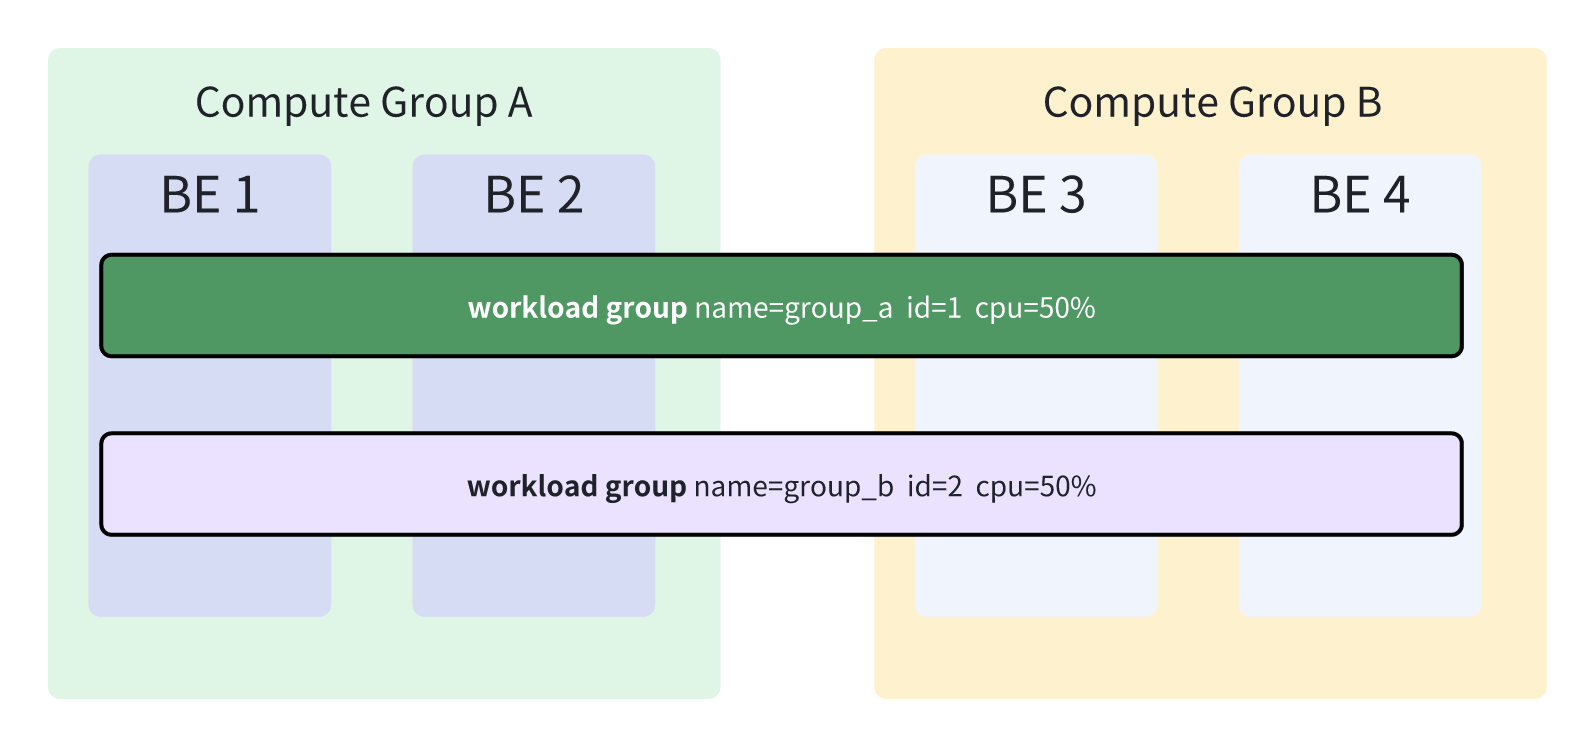 Compute Group A
Compute Group B
BE 1
BE 2
BE 3
BE 4
workload group name=group_a id=1 cpu=50%
workload group name=group_b id=2 cpu=50%